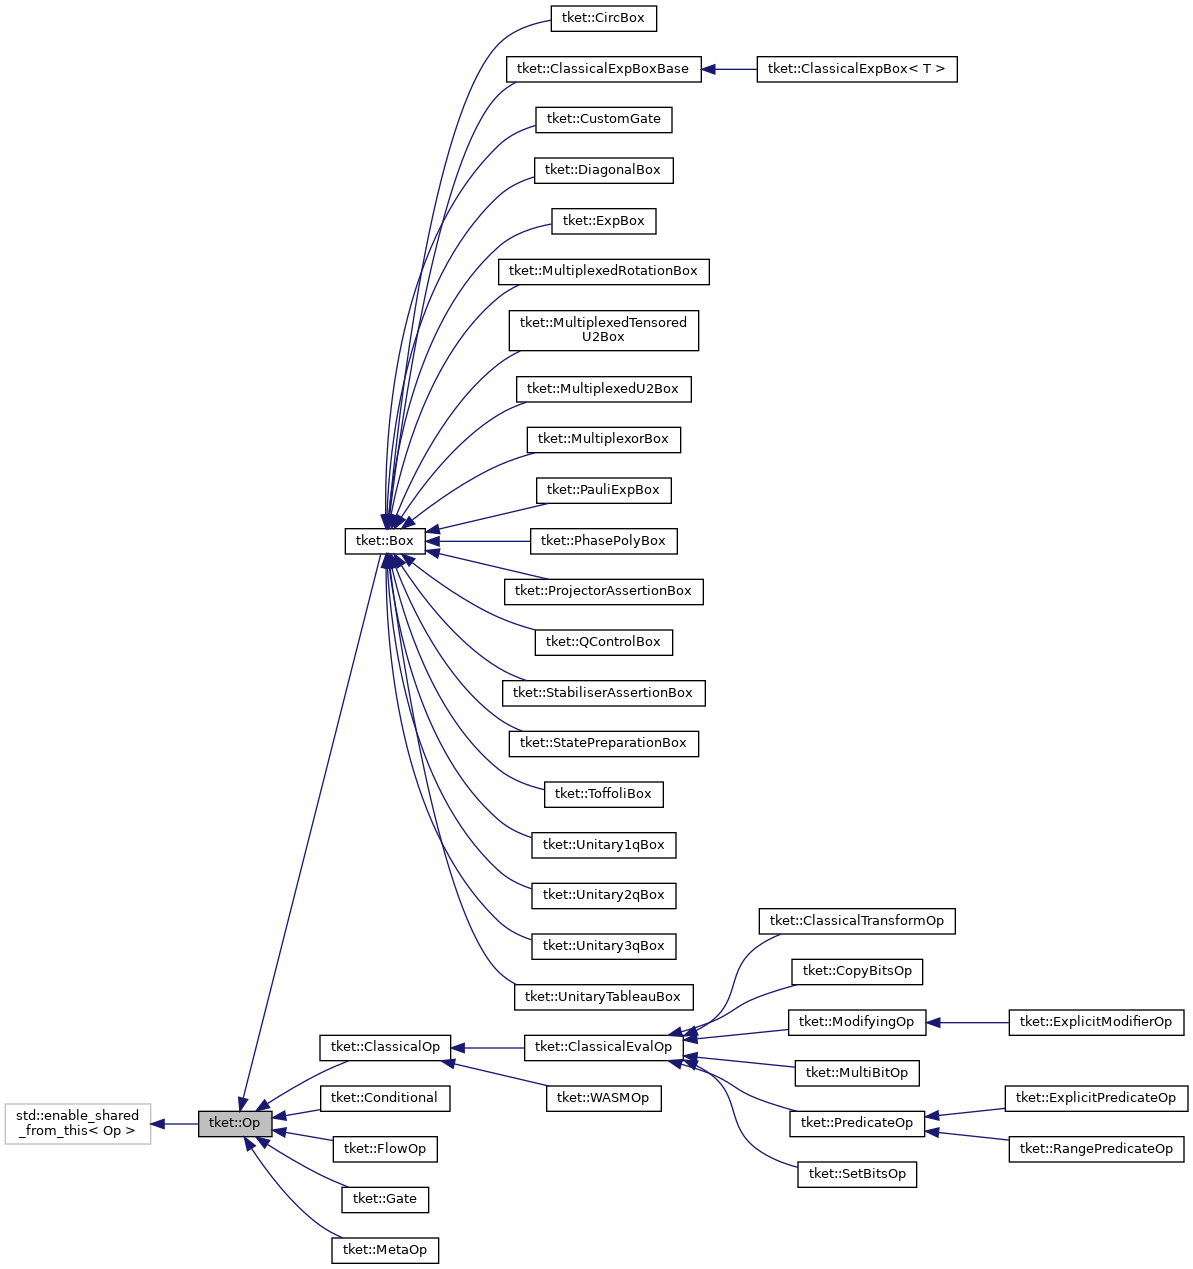 tket::CircBox
tket::ClassicalExpBoxBase
tket::ClassicalExpBox< T >
tket::CustomGate
tket::DiagonalBox
tket::ExpBox
tket::MultiplexedRotationBox
tket::MultiplexedTensored
U2Box
tket::MultiplexedU2Box
tket::MultiplexorBox
tket::PauliExpBox
tket::Box
tket::PhasePolyBox
tket::ProjectorAssertionBox
tket::QControlBox
tket::StabiliserAssertionBox
tket::StatePreparationBox
tket::ToffoliBox
tket::Unitary1qBox
tket::Unitary2qBox
tket::Unitary3qBox
tket::UnitaryTableauBox
tket::ClassicalTransformOp
tket::CopyBitsOp
tket::ModifyingOp
tket::ExplicitModifierOp
tket::ClassicalOp
tket::ClassicalEvalOp
tket::MultiBitOp
tket::Conditional
tket::WASMOp
tket::ExplicitPredicateOp
std::enable_shared
_from_this< Op >
tket::Op
tket::PredicateOp
tket::FlowOp
tket::RangePredicateOp
tket::SetBitsOp
tket::Gate
tket::MetaOp